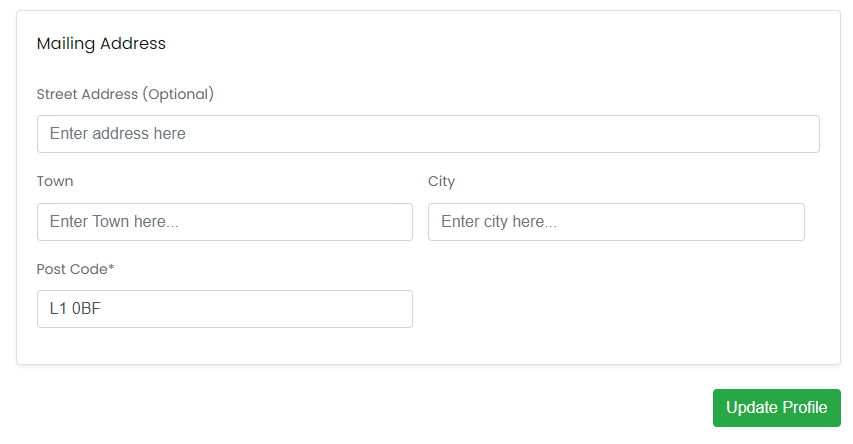 Mailing Address
Street Address (Optional)
Enter address here
Town City
Enter Town here... Enter city here...
Post Code*
L1 0BF
Update Profile